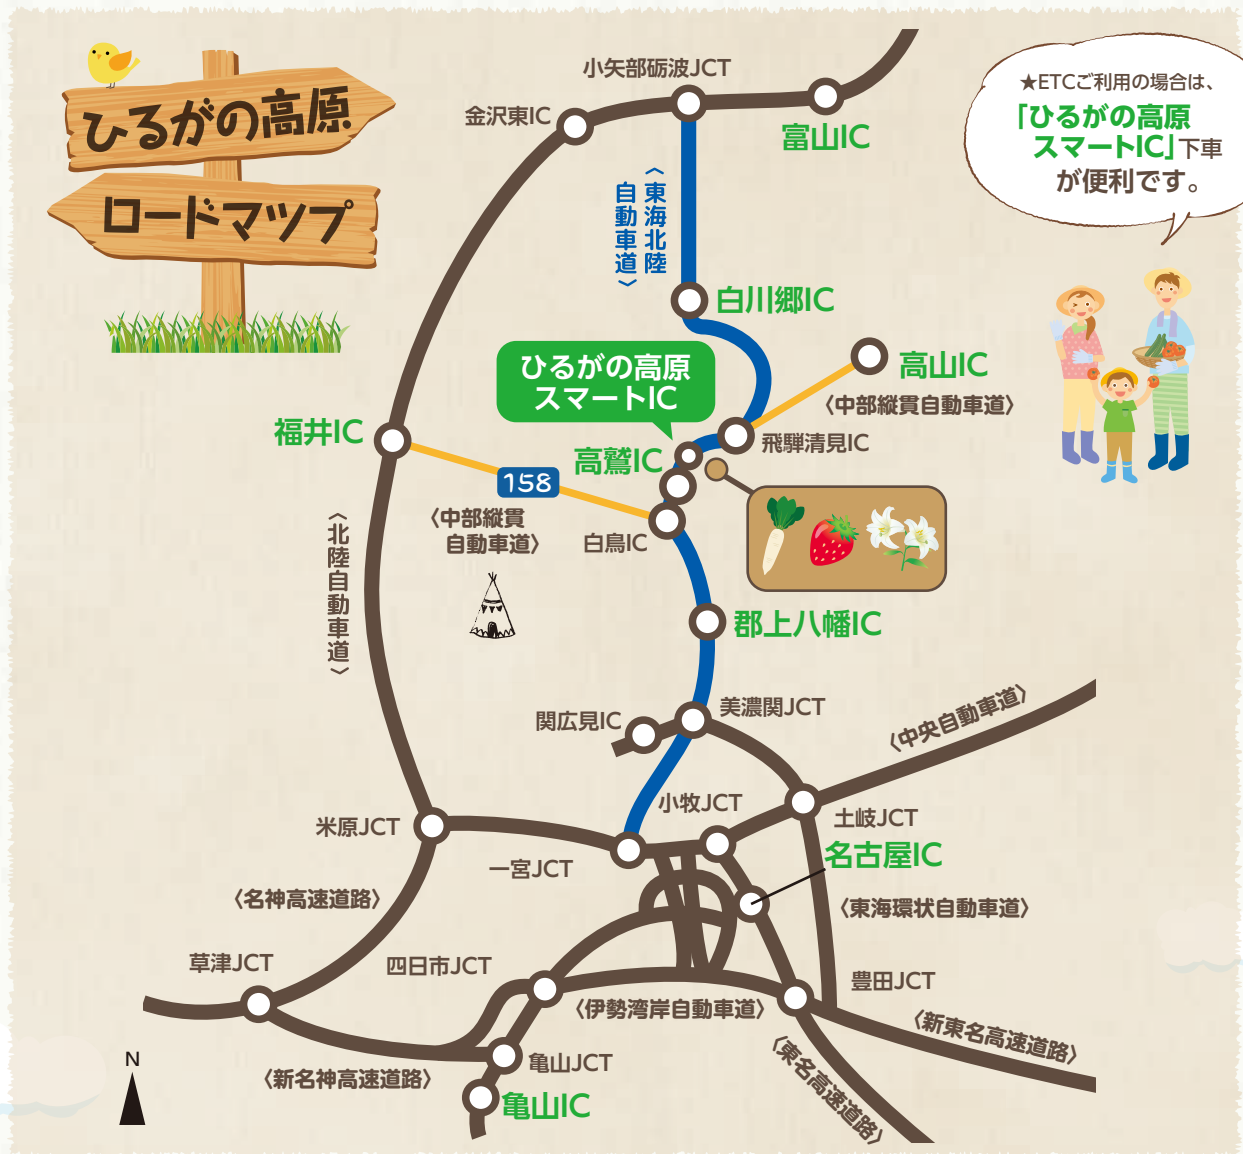 ひるがの高原
ロードマップ
★ETCご利用の場合は、
「ひるがの高原
スマートIC」下車
が便利です。
小矢部砺波JCT
金沢東IC
富山IC
〈東海北陸
自動車道〉
白川郷IC
ひるがの高原
スマートIC
高山IC
〈中部縦貫自動車道〉
福井IC
飛騨清見IC
高鷲IC
158
〈中部縦貫
自動車道〉
白鳥IC
〈北陸自動車道〉
郡上八幡IC
関広見IC
美濃関JCT
〈中央自動車道〉
小牧JCT
土岐JCT
米原JCT
名古屋IC
一宮JCT
〈名神高速道路〉
〈東海環状自動車道〉
草津JCT
四日市JCT
豊田JCT
〈伊勢湾岸自動車道〉
〈新東名高速道路〉
〈東名高速道路〉
N
亀山JCT
〈新名神高速道路〉
亀山IC